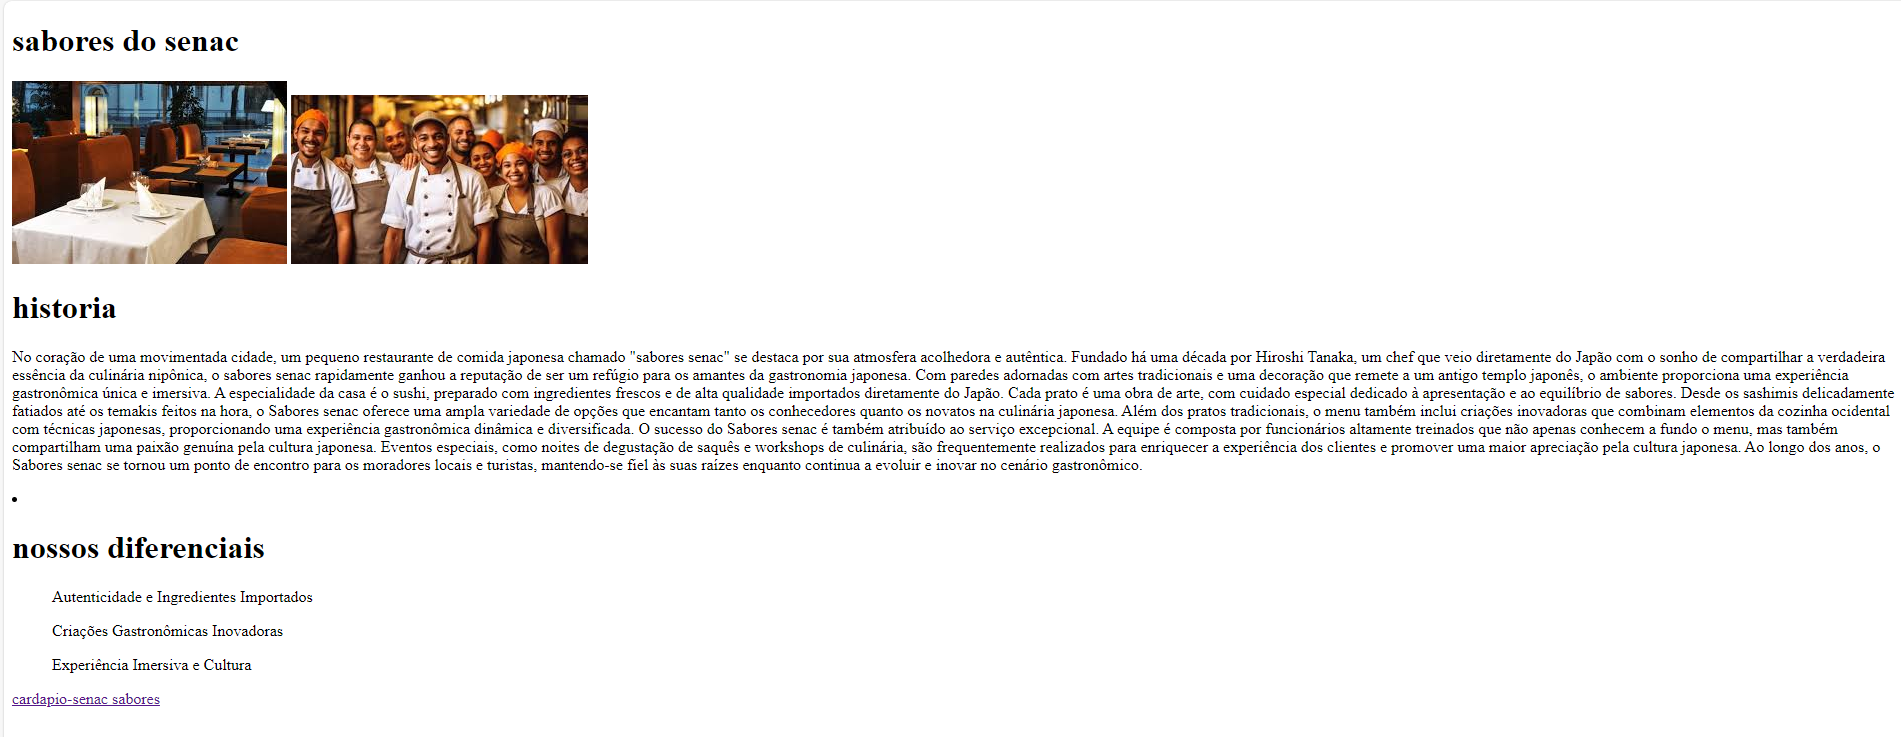 sabores do senac
historia
No coração de uma movimentada cidade, um pequeno restaurante de comida japonesa chamado "sabores senac" se destaca por sua atmosfera acolhedora e autêntica. Fundado há uma década por Hiroshi Tanaka, um chef que veio diretamente do Japão com o sonho de compartilhar a verdadeira
essência da culinária nipônica, o sabores senac rapidamente ganhou a reputação de ser um refúgio para os amantes da gastronomia japonesa. Com paredes adornadas com artes tradicionais e uma decoração que remete a um antigo templo japonês, o ambiente proporciona uma experiência
gastronômica única e imersiva. A especialidade da casa é o sushi, preparado com ingredientes frescos e de alta qualidade importados diretamente do Japão. Cada prato é uma obra de arte, com cuidado especial dedicado à apresentação e ao equilíbrio de sabores. Desde os sashimis delicadamente
fatiados até os temakis feitos na hora, o Sabores senac oferece uma ampla variedade de opções que encantam tanto os conhecedores quanto os novatos na culinária japonesa. Além dos pratos tradicionais, o menu também inclui criações inovadoras que combinam elementos da cozinha ocidental
com técnicas japonesas, proporcionando uma experiência gastronômica dinâmica e diversificada. O sucesso do Sabores senac é também atribuído ao serviço excepcional. A equipe é composta por funcionários altamente treinados que não apenas conhecem a fundo o menu, mas também
compartilham uma paixão genuína pela cultura japonesa. Eventos especiais, como noites de degustação de saquês e workshops de culinária, são frequentemente realizados para enriquecer a experiência dos clientes e promover uma maior apreciação pela cultura japonesa. Ao longo dos anos, o
Sabores senac se tornou um ponto de encontro para os moradores locais e turistas, mantendo-se fiel às suas raízes enquanto continua a evoluir e inovar no cenário gastronômico.
•
nossos diferenciais
Autenticidade e Ingredientes Importados
Criações Gastronômicas Inovadoras
Experiência Imersiva e Cultura
cardapio-senac sabores